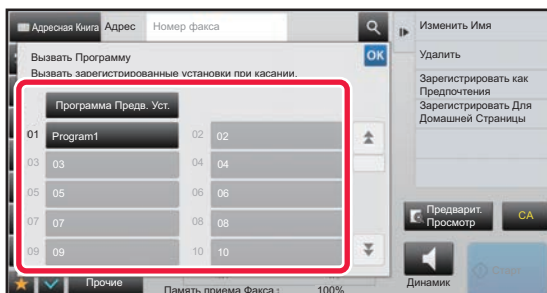 Адресная Книга Адрес Номер факса
Вызвать Программу OK
Вызвать зарегистрированные установки при касании.
Программа Предв. Уст.
01 Program1 02 02
03 03 04 04
05 05 06 06
07 07 08 08
09 09 10 10
Прочие Память приема Факса : 100%
Изменить Имя
Удалить
Зарегистрировать как
Предпочтения
Зарегистрировать Для
Домашней Страницы
Предварит.
Просмотр
CA
Динамик
Старт